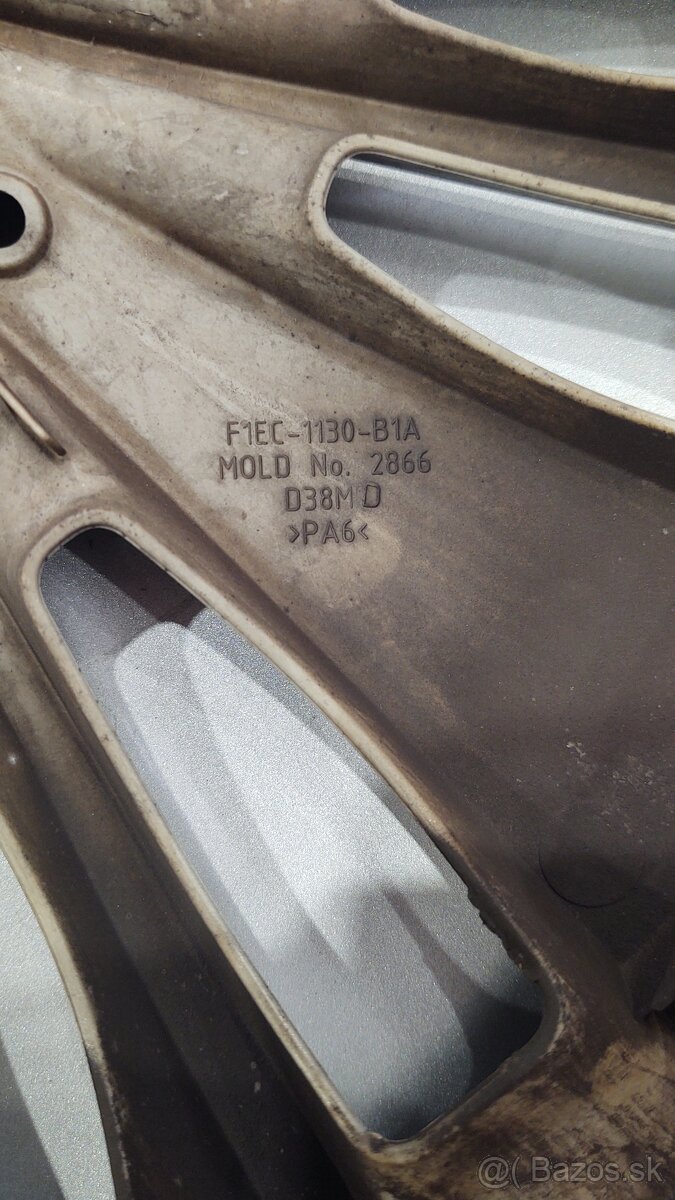 F1EC-1130-B1A
MOLD No. 2866
D38M D
>PA6<
@( Bazos.sk